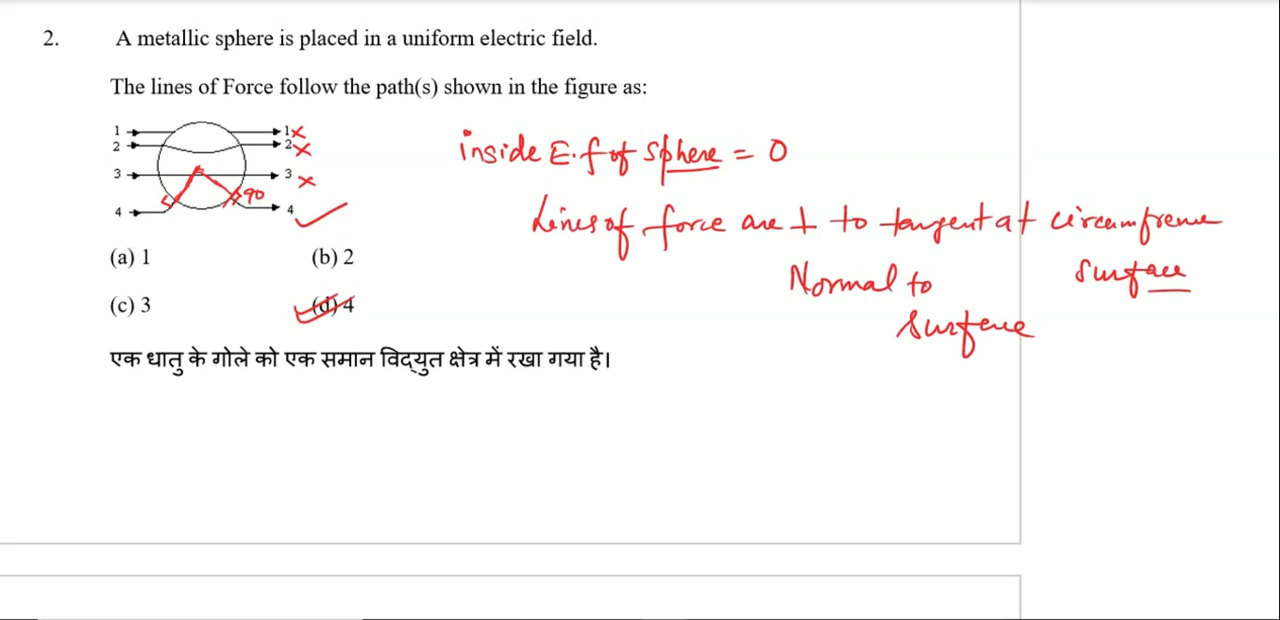 2. A metallic sphere is placed in a uniform electric field.
The lines of Force follow the path(s) shown in the figure as:
1 1 ×
2 2 ×
3 3 ×
90
4 4
inside E.f of sphere = 0
Lines of force are ⊥ to tangent at circumfrence
Normal to surface
surface
(a) 1 (b) 2
(c) 3 (d) 4
एक धातु के गोले को एक समान विद्युत क्षेत्र में रखा गया है।